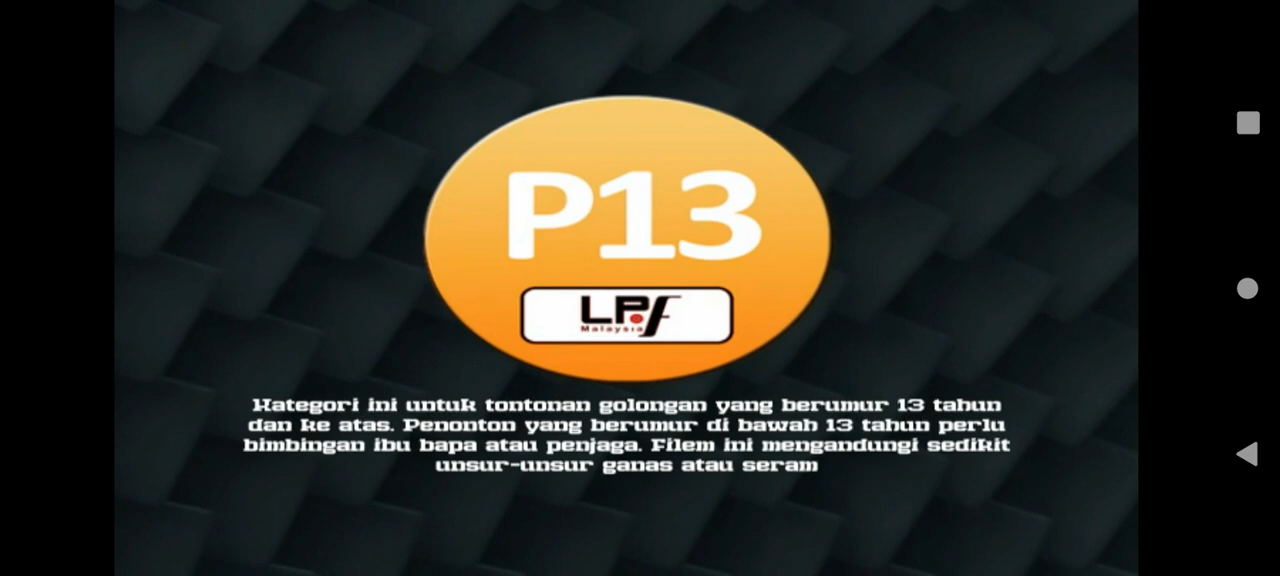 P13
LPf
Malaysia
Kategori ini untuk tontonan golongan yang berumur 13 tahun
dan ke atas. Penonton yang berumur di bawah 13 tahun perlu
bimbingan ibu bapa atau penjaga. Filem ini mengandungi sedikit
unsur-unsur ganas atau seram